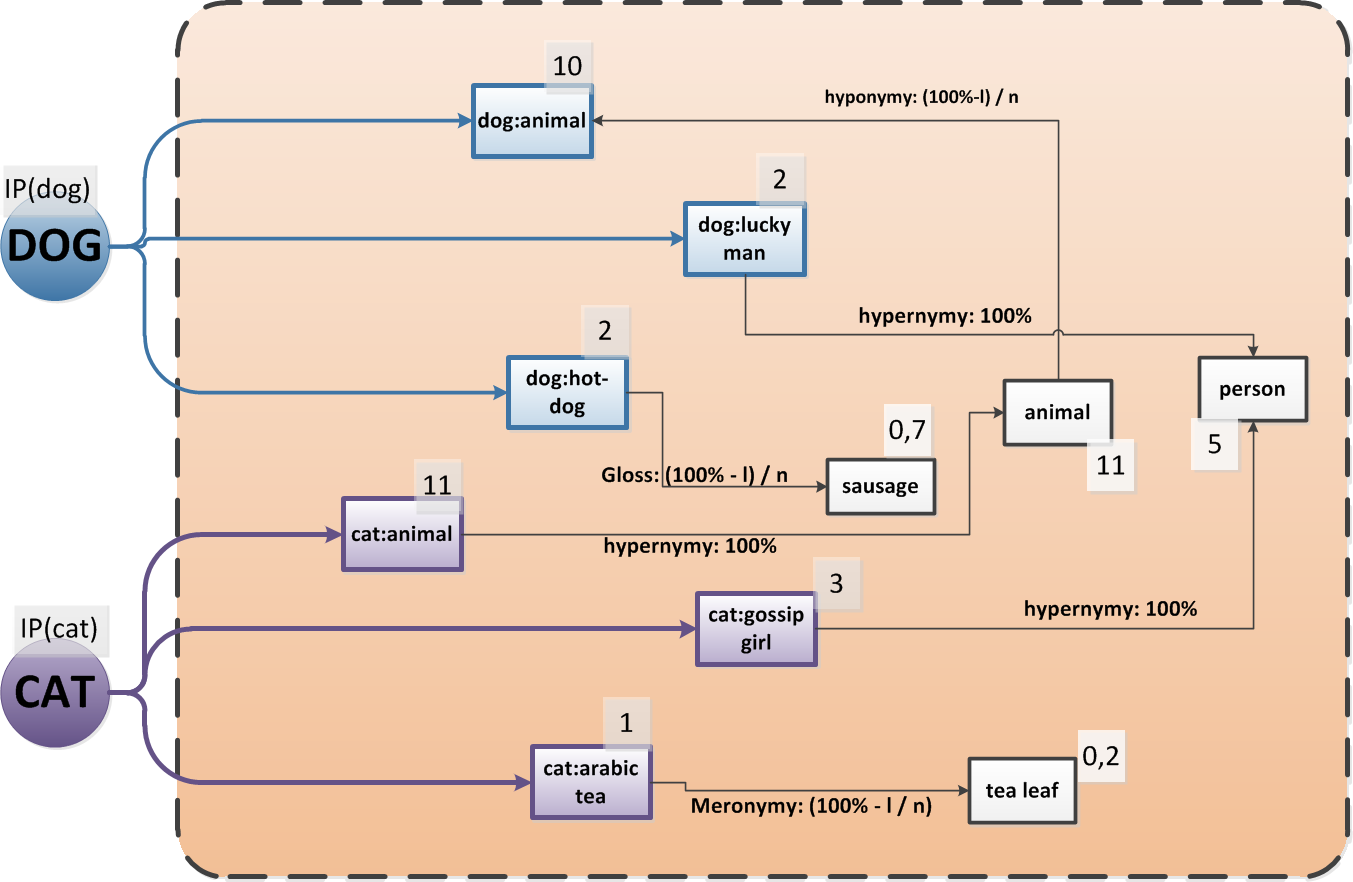 10
dog:animal
hyponymy: (100%-l) / n
IP(dog)
DOG
2
dog:lucky
man
hypernymy: 100%
2
dog:hot-
dog
person
5
animal
11
0,7
sausage
Gloss: (100% - l) / n
11
cat:animal
hypernymy: 100%
3
cat:gossip
girl
hypernymy: 100%
IP(cat)
CAT
1
cat:arabic
tea
Meronymy: (100% - l / n)
0,2
tea leaf